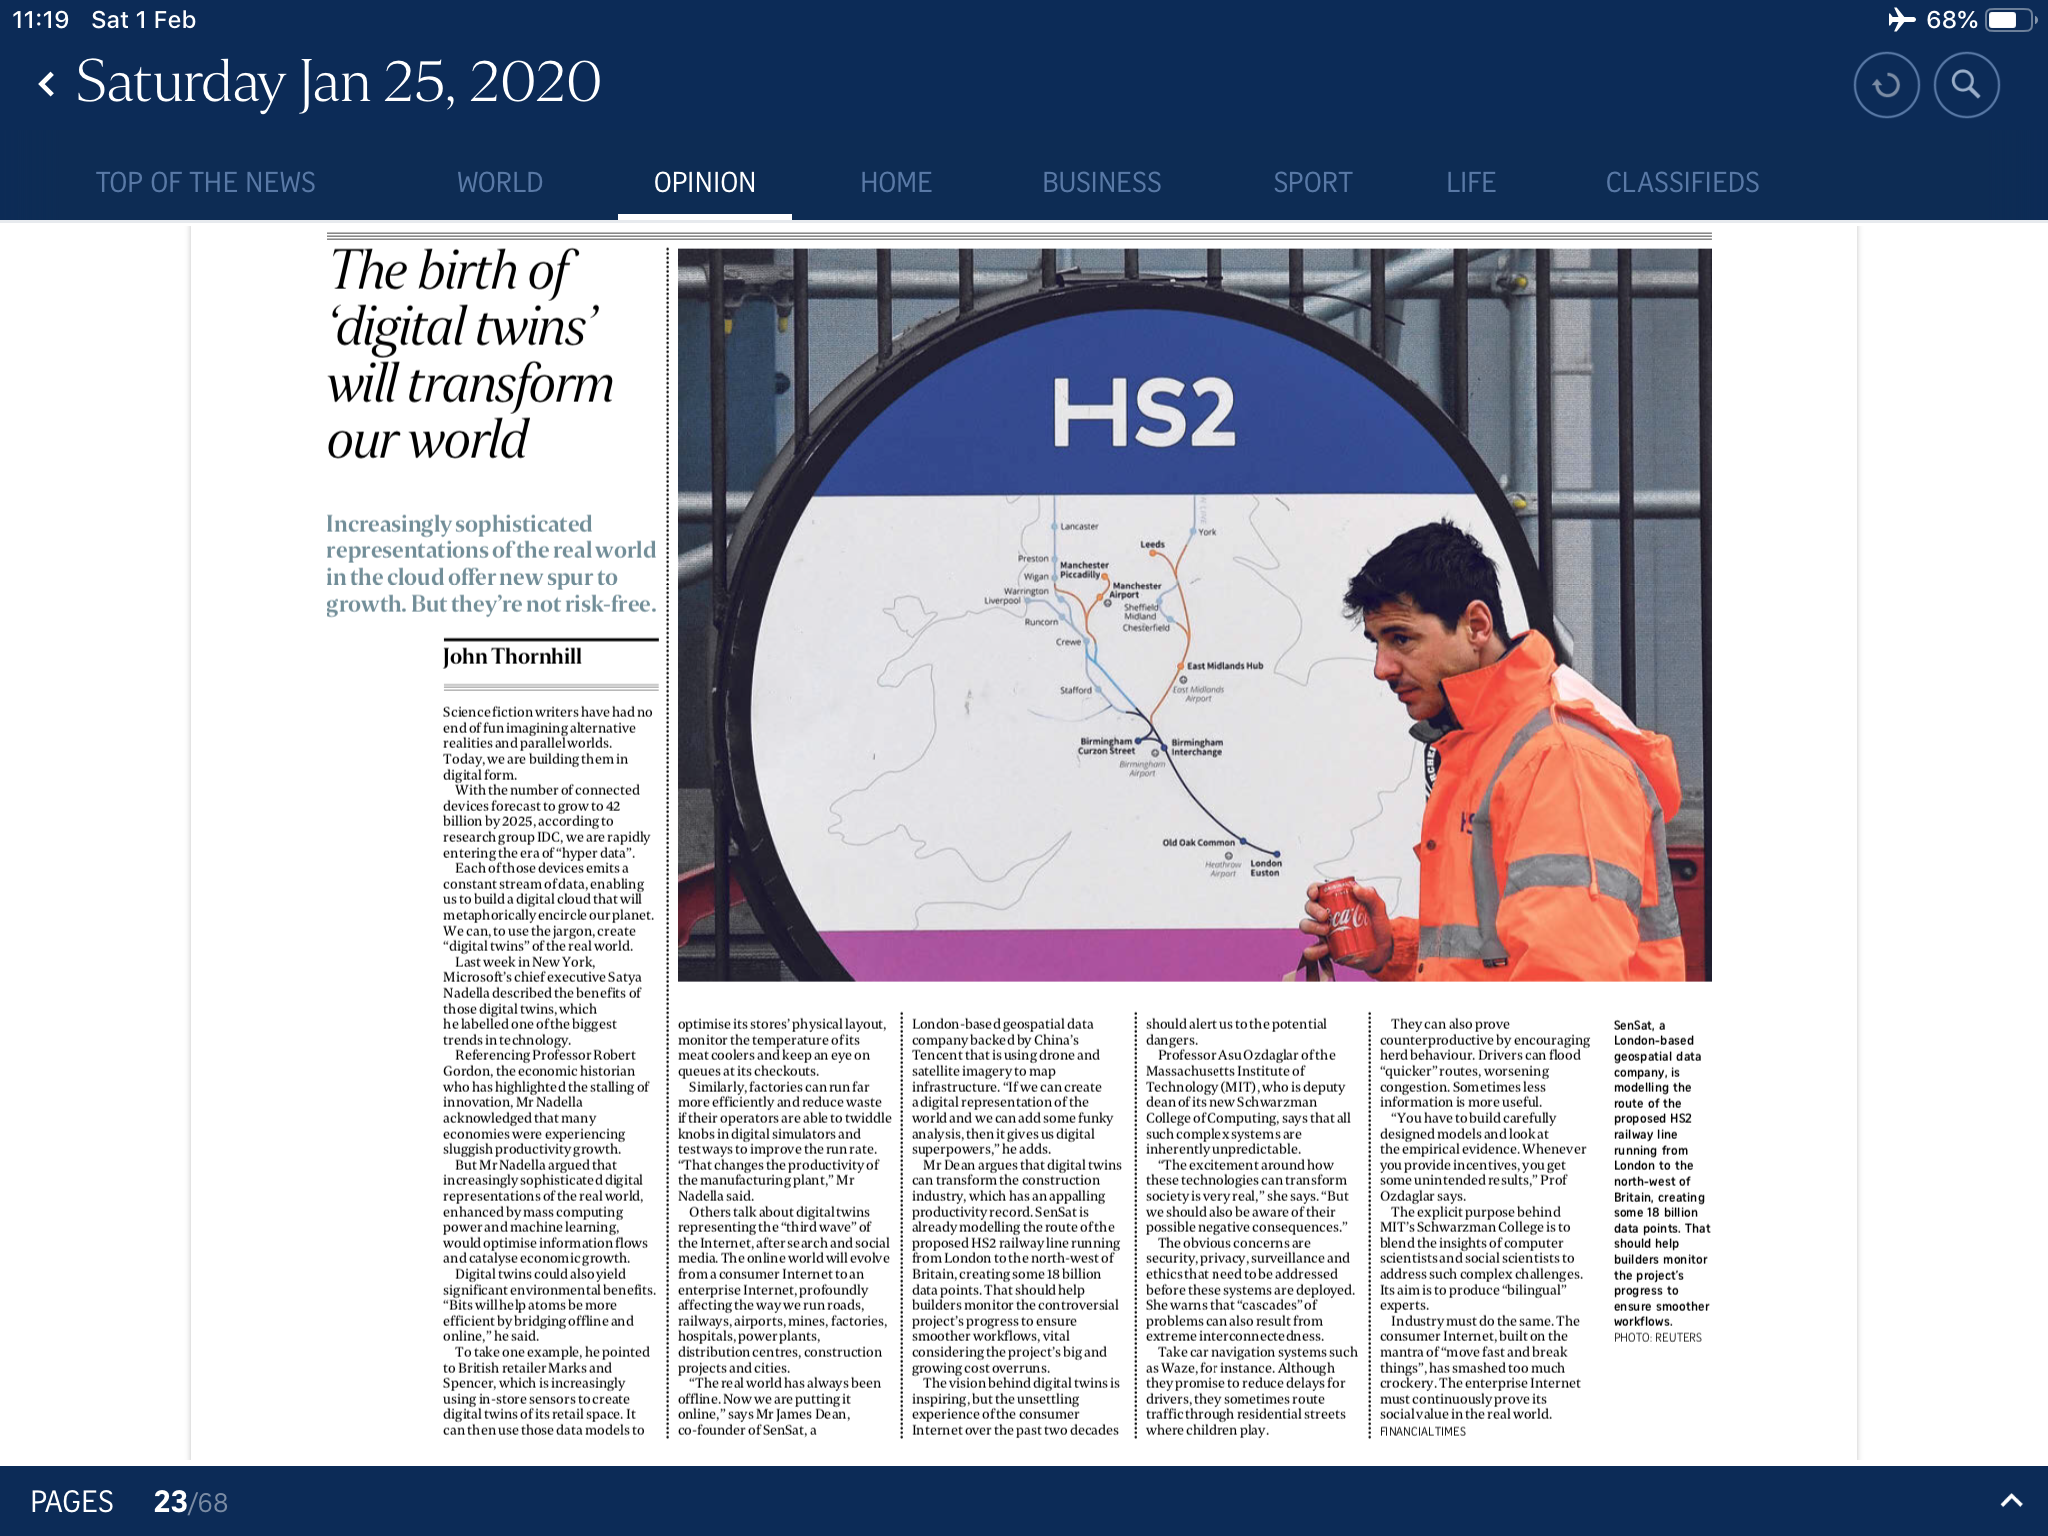 11:19 Sat 1 Feb
68%
Saturday Jan 25, 2020
TOP OF THE NEWS WORLD OPINION HOME BUSINESS SPORT LIFE CLASSIFIEDS
The birth of
‘digital twins’
will transform
our world
Increasingly sophisticated
representations of the real world
in the cloud offer new spur to
growth. But they’re not risk-free.
John Thornhill
Science fiction writers have had no
end of fun imagining alternative
realities and parallel worlds.
Today, we are building them in
digital form.
With the number of connected
devices forecast to grow to 42
billion by 2025, according to
research group IDC, we are rapidly
entering the era of “hyper data”.
Each of those devices emits a
constant stream of data, enabling
us to build a digital cloud that will
metaphorically encircle our planet.
We can, to use the jargon, create
“digital twins” of the real world.
Last week in New York,
Microsoft’s chief executive Satya
Nadella described the benefits of
those digital twins, which
he labelled one of the biggest
trends in technology.
Referencing Professor Robert
Gordon, the economic historian
who has highlighted the stalling of
innovation, Mr Nadella
acknowledged that many
economies were experiencing
sluggish productivity growth.
But Mr Nadella argued that
increasingly sophisticated digital
representations of the real world,
enhanced by mass computing
power and machine learning,
would optimise information flows
and catalyse economic growth.
Digital twins could also yield
significant environmental benefits.
“Bits will help atoms be more
efficient by bridging offline and
online,” he said.
To take one example, he pointed
to British retailer Marks and
Spencer, which is increasingly
using in-store sensors to create
digital twins of its retail space. It
can then use those data models to
HS2
Lancaster
York
Leeds
Preston
Manchester
Piccadilly
Wigan
Manchester
Airport
Warrington
Liverpool
Sheffield
Midland
Runcorn
Chesterfield
Crewe
East Midlands Hub
East Midlands
Airport
Stafford
Birmingham
Curzon Street
Birmingham
Interchange
Birmingham
Airport
Old Oak Common
Heathrow
Airport
London
Euston
optimise its stores’ physical layout,
monitor the temperature of its
meat coolers and keep an eye on
queues at its checkouts.
Similarly, factories can run far
more efficiently and reduce waste
if their operators are able to twiddle
knobs in digital simulators and
test ways to improve the run rate.
“That changes the productivity of
the manufacturing plant,” Mr
Nadella said.
Others talk about digital twins
representing the “third wave” of
the Internet, after search and social
media. The online world will evolve
from a consumer Internet to an
enterprise Internet, profoundly
affecting the way we run roads,
railways, airports, mines, factories,
hospitals, power plants,
distribution centres, construction
projects and cities.
“The real world has always been
offline. Now we are putting it
online,” says Mr James Dean,
co-founder of SenSat, a
London-based geospatial data
company backed by China’s
Tencent that is using drone and
satellite imagery to map
infrastructure. “If we can create
a digital representation of the
world and we can add some funky
analysis, then it gives us digital
superpowers,” he adds.
Mr Dean argues that digital twins
can transform the construction
industry, which has an appalling
productivity record. SenSat is
already modelling the route of the
proposed HS2 railway line running
from London to the north-west of
Britain, creating some 18 billion
data points. That should help
builders monitor the controversial
project’s progress to ensure
smoother workflows, vital
considering the project’s big and
growing cost overruns.
The vision behind digital twins is
inspiring, but the unsettling
experience of the consumer
Internet over the past two decades
should alert us to the potential
dangers.
Professor Asu Ozdaglar of the
Massachusetts Institute of
Technology (MIT), who is deputy
dean of its new Schwarzman
College of Computing, says that all
such complex systems are
inherently unpredictable.
“The excitement around how
these technologies can transform
society is very real,” she says. “But
we should also be aware of their
possible negative consequences.”
The obvious concerns are
security, privacy, surveillance and
ethics that need to be addressed
before these systems are deployed.
She warns that “cascades” of
problems can also result from
extreme interconnectedness.
Take car navigation systems such
as Waze, for instance. Although
they promise to reduce delays for
drivers, they sometimes route
traffic through residential streets
where children play.
They can also prove
counterproductive by encouraging
herd behaviour. Drivers can flood
“quicker” routes, worsening
congestion. Sometimes less
information is more useful.
“You have to build carefully
designed models and look at
the empirical evidence. Whenever
you provide incentives, you get
some unintended results,” Prof
Ozdaglar says.
The explicit purpose behind
MIT’s Schwarzman College is to
blend the insights of computer
scientists and social scientists to
address such complex challenges.
Its aim is to produce “bilingual”
experts.
Industry must do the same. The
consumer Internet, built on the
mantra of “move fast and break
things”, has smashed too much
crockery. The enterprise Internet
must continuously prove its
social value in the real world.
FINANCIAL TIMES
SenSat, a
London-based
geospatial data
company, is
modelling the
route of the
proposed HS2
railway line
running from
London to the
north-west of
Britain, creating
some 18 billion
data points. That
should help
builders monitor
the project’s
progress to
ensure smoother
workflows.
PHOTO: REUTERS
PAGES 23/68